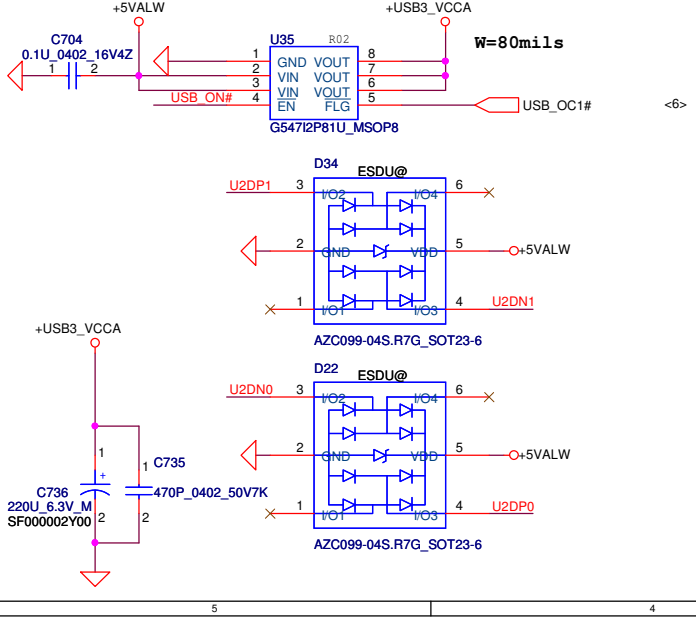 +5VALW
+USB3_VCCA
C704
0.1U_0402_16V4Z
1 2
U35 R02
W=80mils
1 GND VOUT 8
2 VIN VOUT 7
3 VIN VOUT 6
USB_ON# 4 EN FLG 5 USB_OC1# <6>
G547I2P81U_MSOP8
D34
ESDU@
U2DP1 3 I/O2 I/O4 6
2 GND VDD 5 +5VALW
1 I/O1 I/O3 4 U2DN1
AZC099-04S.R7G_SOT23-6
+USB3_VCCA
D22
ESDU@
U2DN0 3 I/O2 I/O4 6
2 GND VDD 5 +5VALW
1 I/O1 I/O3 4 U2DP0
AZC099-04S.R7G_SOT23-6
1
+
C736
220U_6.3V_M
SF000002Y00
2
1
C735
470P_0402_50V7K
2
5 4